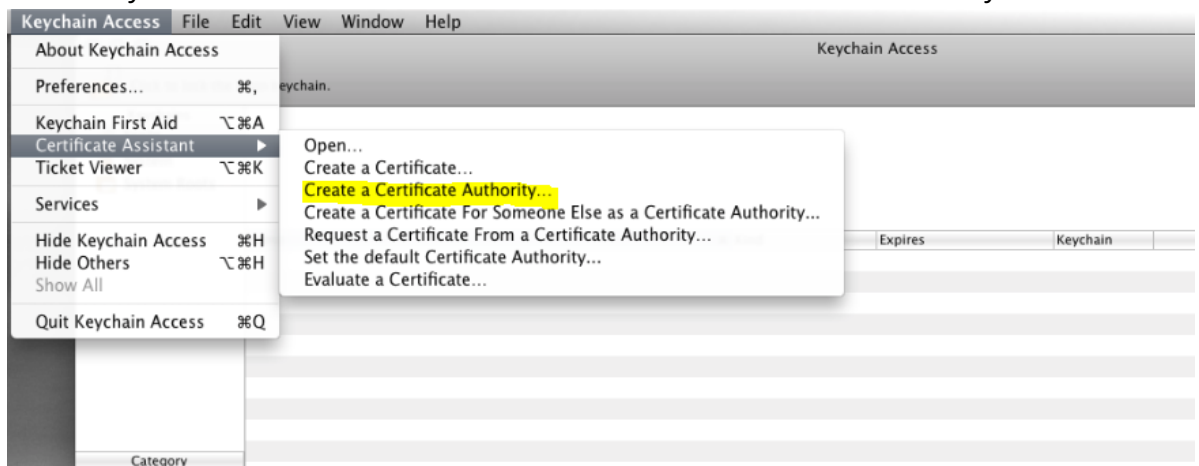 Keychain Access File Edit View Window Help
Keychain Access
eychain.
About Keychain Access
Preferences... ⌘,
Keychain First Aid ⌥⌘A
Certificate Assistant ▶
Ticket Viewer ⌥⌘K
Services ▶
Hide Keychain Access ⌘H
Hide Others ⌥⌘H
Show All
Quit Keychain Access ⌘Q
Open...
Create a Certificate...
Create a Certificate Authority...
Create a Certificate For Someone Else as a Certificate Authority...
Request a Certificate From a Certificate Authority...
Set the default Certificate Authority...
Evaluate a Certificate...
Expires Keychain
Category